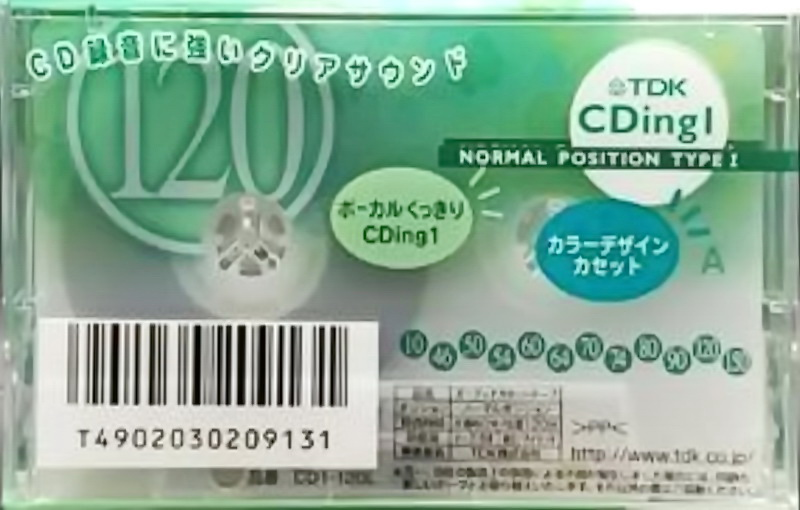 CD録音に強いクリアサウンド
120
TDK
CDing1
NORMAL POSITION TYPE I
ボーカルくっきり
CDing1
カラーデザイン
カセット
A
10 46 50 54 60 64 70 74 80 90 120 150
T4902030209131
>PP<
http://www.tdk.co.jp/
品番 CD1-120L